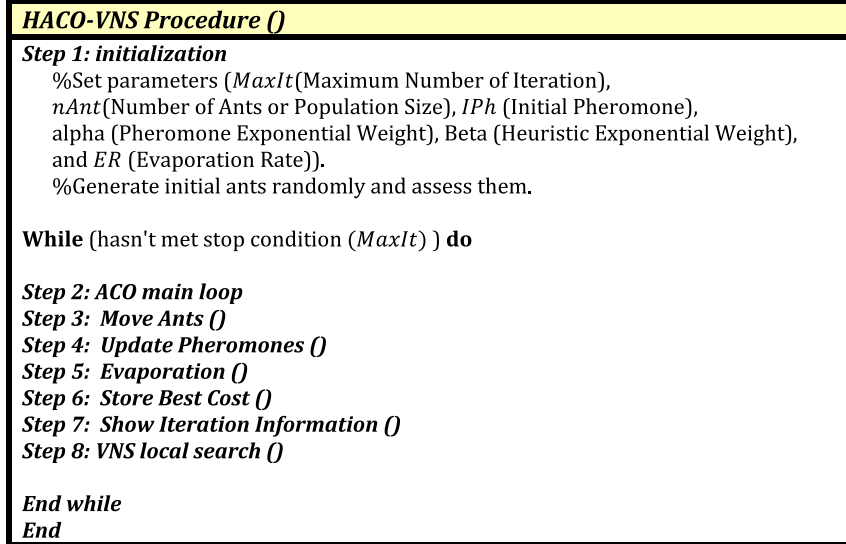 HACO-VNS Procedure ()
Step 1: initialization
%Set parameters (MaxIt(Maximum Number of Iteration),
nAnt(Number of Ants or Population Size), IPh (Initial Pheromone),
alpha (Pheromone Exponential Weight), Beta (Heuristic Exponential Weight),
and ER (Evaporation Rate)).
%Generate initial ants randomly and assess them.
While (hasn't met stop condition (MaxIt) ) do
Step 2: ACO main loop
Step 3:  Move Ants ()
Step 4:  Update Pheromones ()
Step 5:  Evaporation ()
Step 6:  Store Best Cost ()
Step 7:  Show Iteration Information ()
Step 8: VNS local search ()
End while
End